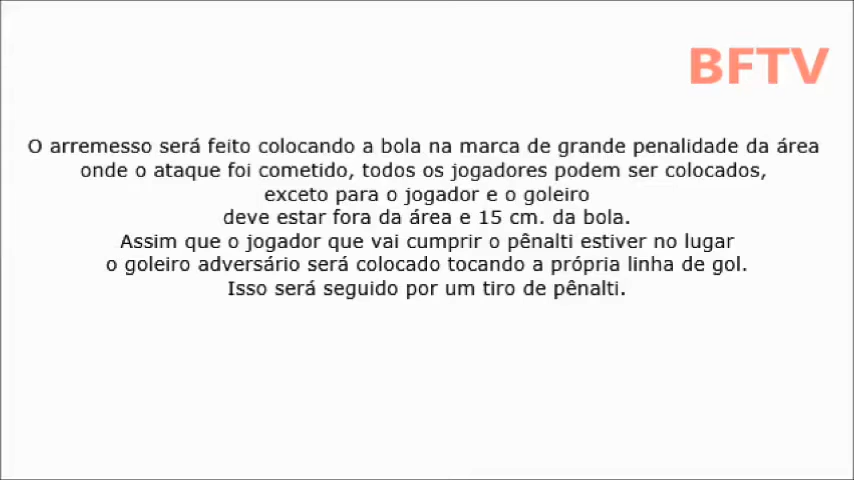 BFTV
O arremesso será feito colocando a bola na marca de grande penalidade da área
onde o ataque foi cometido, todos os jogadores podem ser colocados,
exceto para o jogador e o goleiro
deve estar fora da área e 15 cm. da bola.
Assim que o jogador que vai cumprir o pênalti estiver no lugar
o goleiro adversário será colocado tocando a própria linha de gol.
Isso será seguido por um tiro de pênalti.